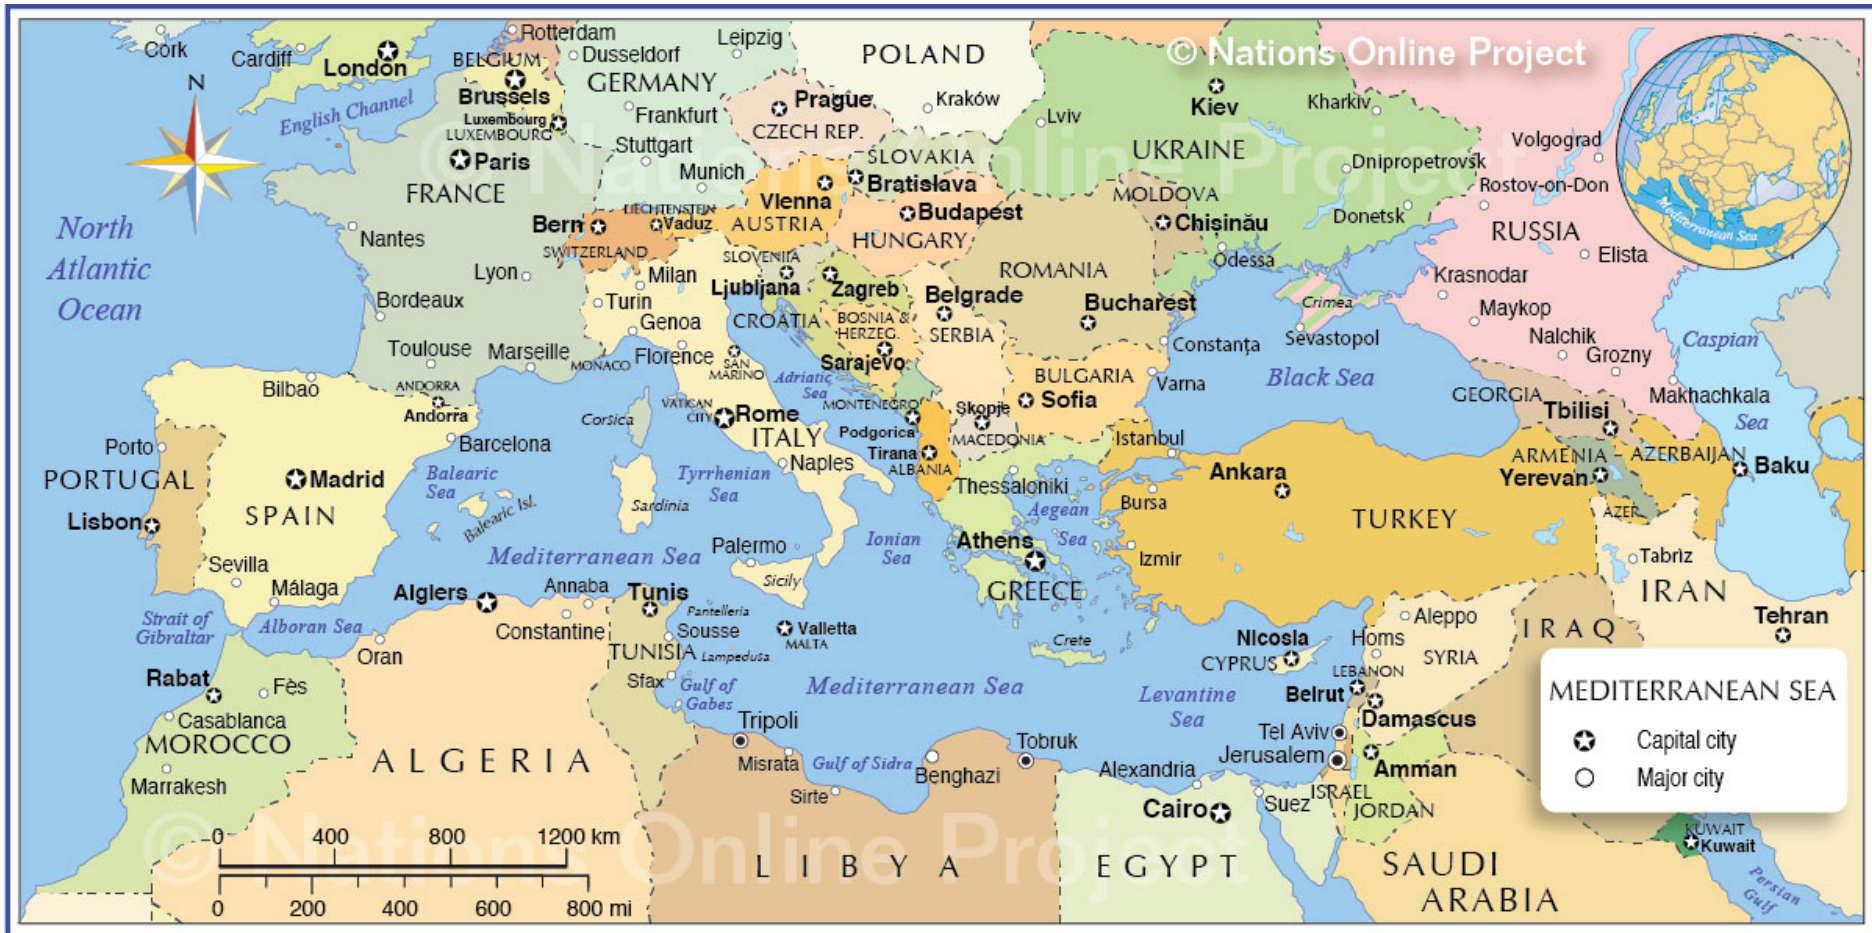 Cork
Cardiff
London
English Channel
Rotterdam
BELGIUM
Brussels
Luxembourg
LUXEMBOURG
Dusseldorf
GERMANY
Leipzig
Frankfurt
Stuttgart
Munich
POLAND
Kraków
Prague
CZECH REP.
SLOVAKIA
Bratislava
© Nations Online Project
Kiev
Kharkiv
Lviv
UKRAINE
Dnipropetrovsk
Donetsk
Volgograd
Rostov-on-Don
RUSSIA
Elista
Mediterranean Sea
N
© Nations Online Project
Paris
FRANCE
North
Atlantic
Ocean
Nantes
Lyon
Bordeaux
Toulouse
Marseille
MONACO
Bern
SWITZERLAND
LIECHTENSTEIN
Vaduz
Vienna
AUSTRIA
Budapest
HUNGARY
MOLDOVA
Chisinău
Odessa
ROMANIA
Bucharest
Constanţa
Crimea
Sevastopol
Krasnodar
Maykop
Nalchik
Grozny
Makhachkala
Caspian
Sea
Milan
Turin
Genoa
Florence
SAN
MARINO
SLOVENIIA
Ljubljana
Zagreb
CROATIA
BOSNIA &
HERZEG.
Sarajevo
Belgrade
SERBIA
BULGARIA
Sofia
Varna
Black Sea
GEORGIA
Tbilisi
ARMENIA
Yerevan
AZERBAIJAN
AZER.
Baku
Bilbao
ANDORRA
Andorra
Corsica
VATICAN
CITY
Rome
ITALY
Naples
Adriatic
Sea
MONTENEGRO
Podgorica
Tirana
ALBANIA
Skopje
MACEDONIA
Istanbul
Thessaloniki
Bursa
Ankara
TURKEY
Porto
PORTUGAL
Lisbon
Madrid
SPAIN
Barcelona
Balearic
Sea
Balearic Isl.
Sardinia
Tyrrhenian
Sea
Ionian
Sea
Aegean
Sea
Athens
GREECE
Izmir
Tabriz
IRAN
Tehran
Sevilla
Málaga
Mediterranean Sea
Palermo
Sicily
Strait of
Gibraltar
Alboran Sea
Algiers
Annaba
Constantine
Oran
Tunis
TUNISIA
Pantelleria
Sousse
Lampedusa
Sfax
Gulf of
Gabes
Valletta
MALTA
Crete
Nicosia
CYPRUS
Aleppo
Homs
SYRIA
LEBANON
Beirut
Damascus
IRAQ
Rabat
Fès
Casablanca
MOROCCO
Marrakesh
ALGERIA
Mediterranean Sea
Levantine
Sea
Tripoli
Misrata
Gulf of Sidra
Sirte
Benghazi
Tobruk
Alexandria
Cairo
Suez
Tel Aviv
Jerusalem
ISRAEL
Amman
JORDAN
MEDITERRANEAN SEA
Capital city
Major city
KUWAIT
Kuwait
Persian
Gulf
SAUDI
ARABIA
© Nations Online Project
LIBYA
EGYPT
0 400 800 1200 km
0 200 400 600 800 mi